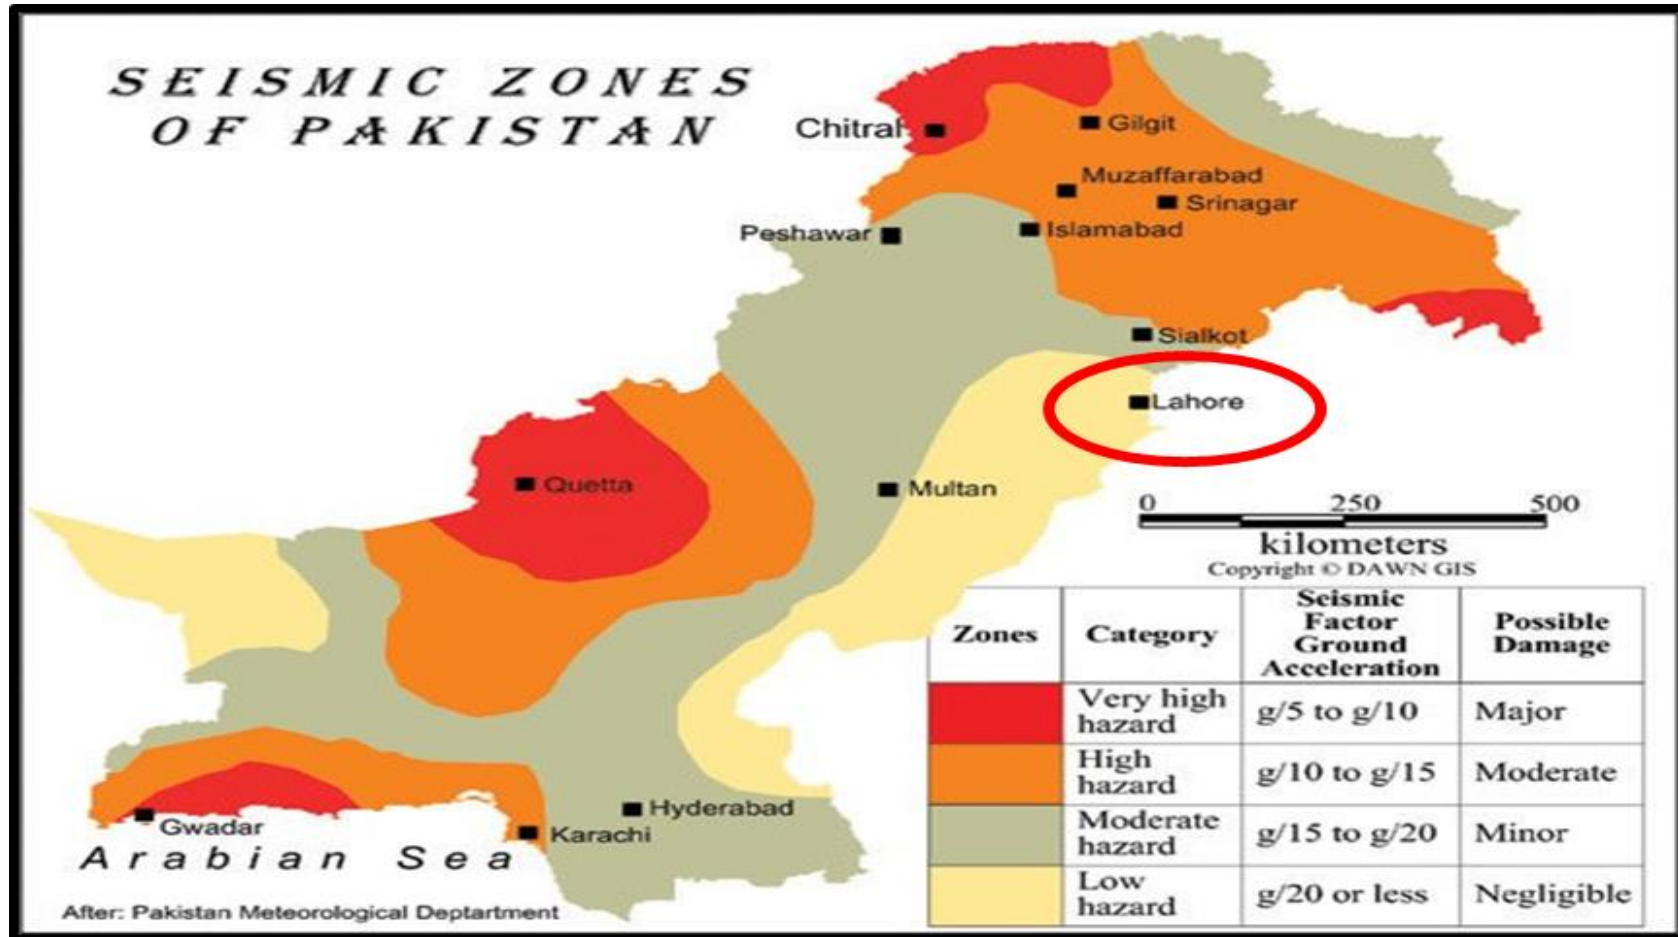 SEISMIC ZONES
OF PAKISTAN
Chitral
Gilgit
Muzaffarabad
Srinagar
Peshawar
Islamabad
Sialkot
Lahore
Quetta
Multan
0 250 500
kilometers
Copyright © DAWN GIS
Zones Category Seismic Factor Ground Acceleration Possible Damage
Very high hazard g/5 to g/10 Major
High hazard g/10 to g/15 Moderate
Moderate hazard g/15 to g/20 Minor
Low hazard g/20 or less Negligible
Hyderabad
Gwadar
Karachi
Arabian Sea
After: Pakistan Meteorological Deptartment